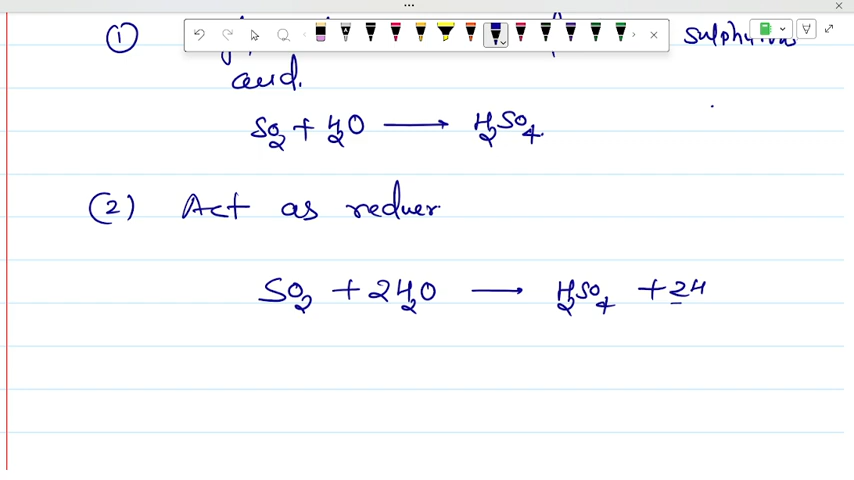 ① sulphurous
acid.
SO₂ + H₂O ⟶ H₂SO₄.
(2) Act as reducer
SO₂ + 2H₂O ⟶ H₂SO₄ + 2H